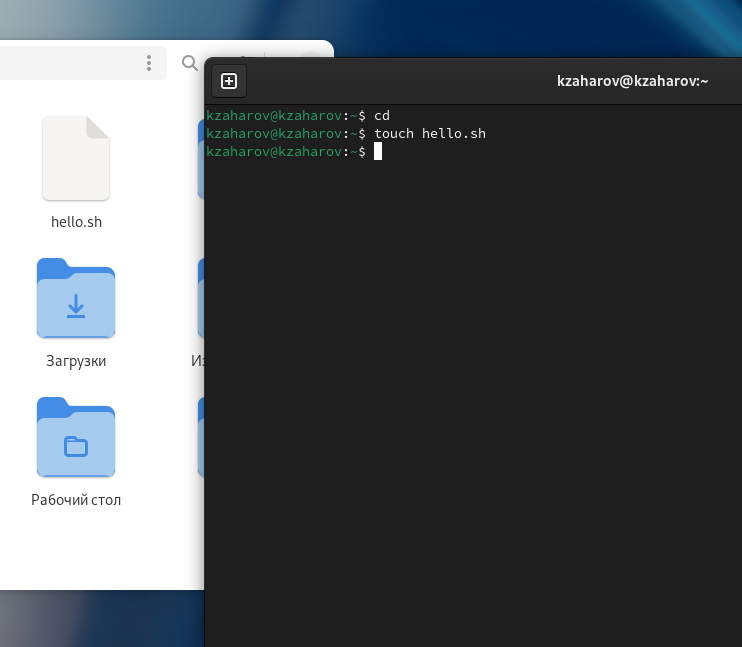 kzaharov@kzaharov:~
kzaharov@kzaharov:~$ cd
kzaharov@kzaharov:~$ touch hello.sh
kzaharov@kzaharov:~$
hello.sh
Загрузки
Рабочий стол